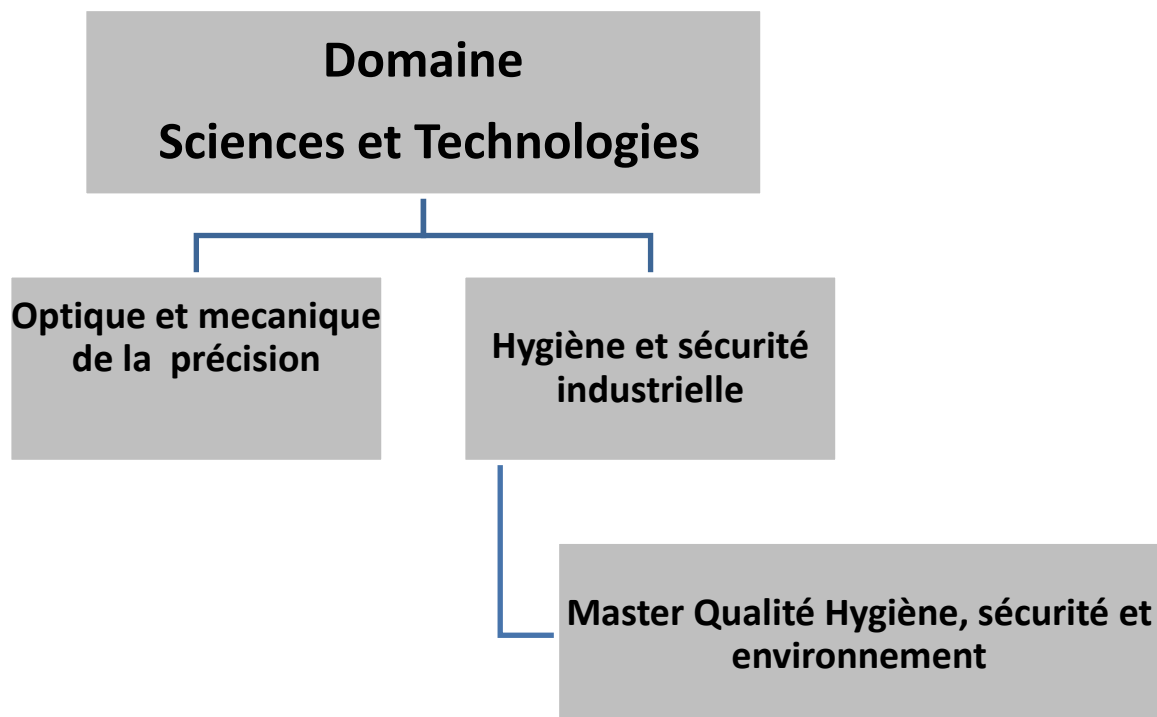 Domaine
Sciences et Technologies
Optique et mecanique
de la précision
Hygiène et sécurité
industrielle
Master Qualité Hygiène, sécurité et
environnement